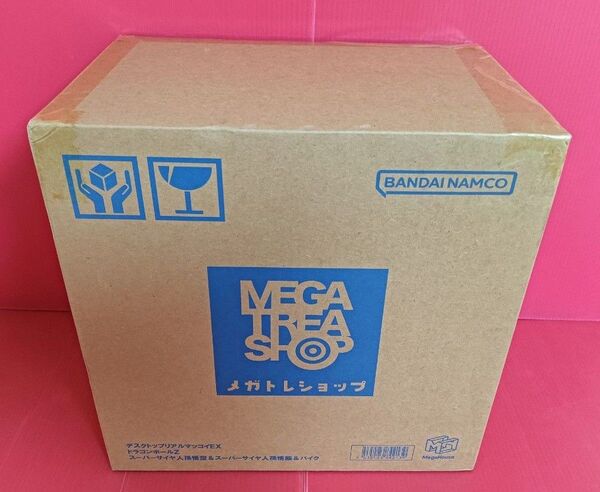 BANDAI NAMCO
MEGA
TREA
SHOP
メガトレショップ
デスクトップリアルマッコイEX
ドラゴンボールZ
スーパーサイヤ人孫悟空&スーパーサイヤ人孫悟飯&バイク
MegaHouse